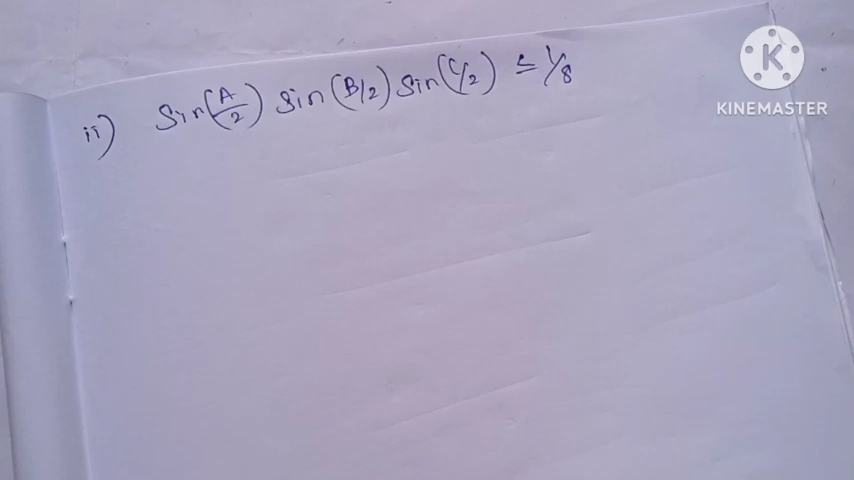 ii) Sin(A/2) Sin(B/2) Sin(C/2) ≤ 1/8
K
KINEMASTER